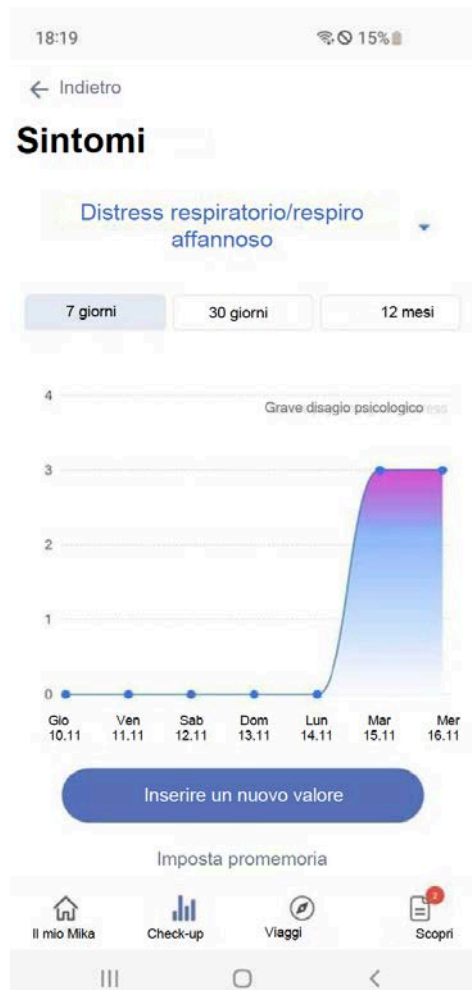 18:19 15%
Indietro
Sintomi
Distress respiratorio/respiro
affannoso
7 giorni 30 giorni 12 mesi
4
Grave disagio psicologico
3
2
1
0
Gio Ven Sab Dom Lun Mar Mer
10.11 11.11 12.11 13.11 14.11 15.11 16.11
Inserire un nuovo valore
Imposta promemoria
2
Il mio Mika Check-up Viaggi Scopri